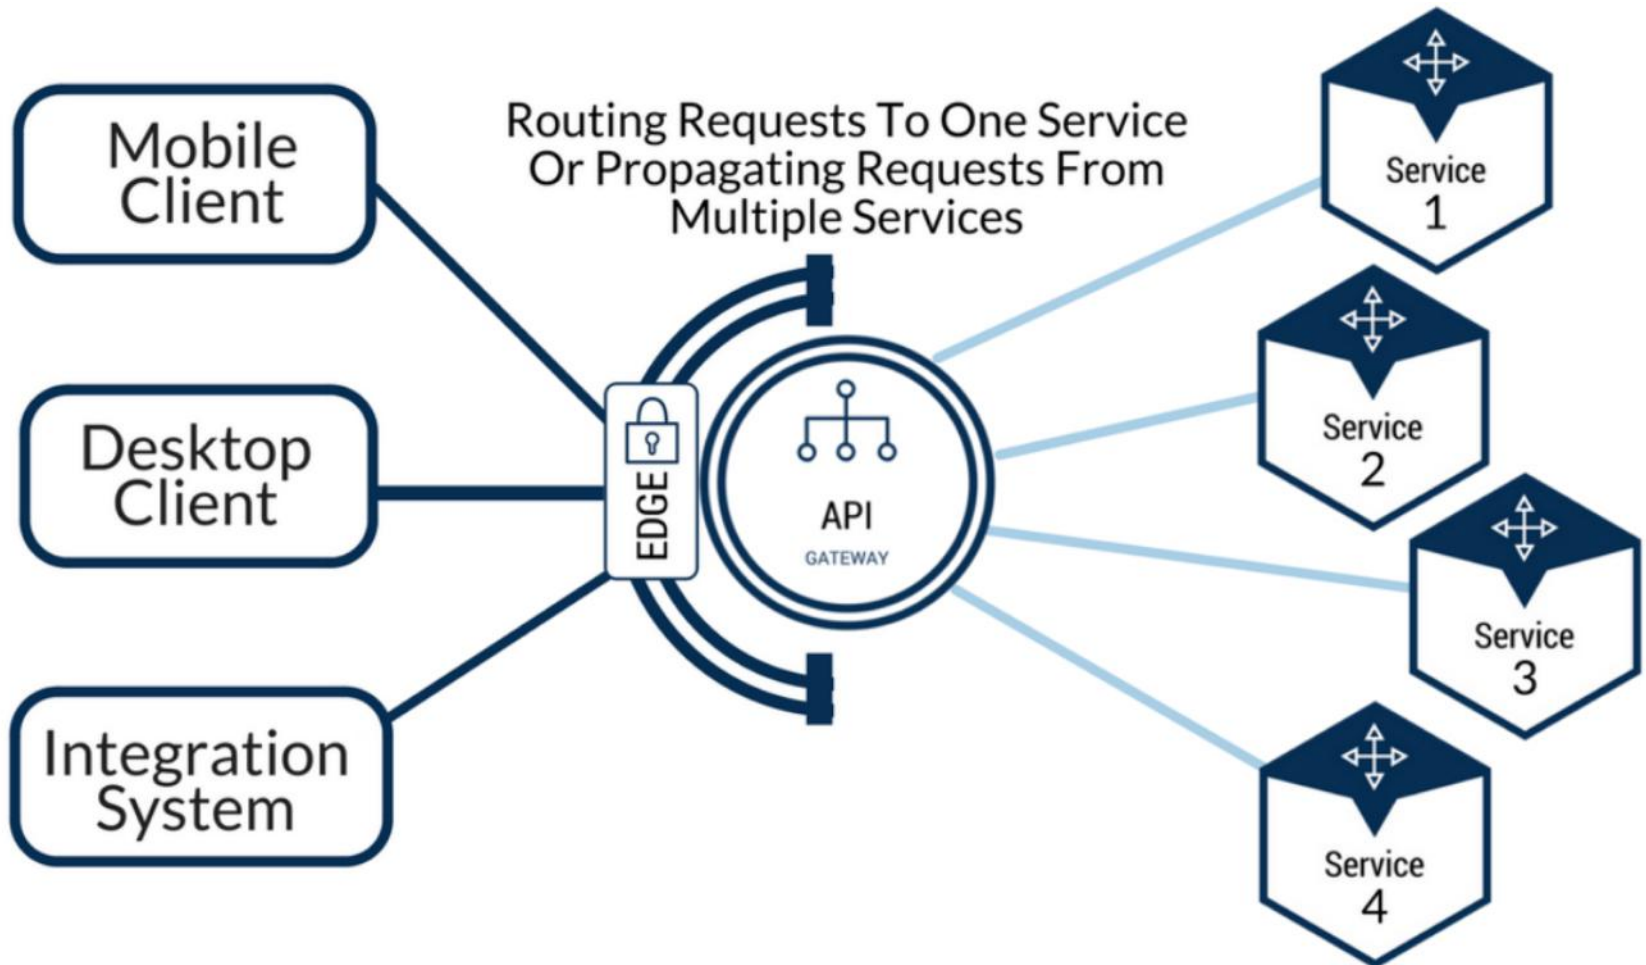 Mobile
Client
Routing Requests To One Service
Or Propagating Requests From
Multiple Services
Desktop
Client
Integration
System
EDGE
API
GATEWAY
Service
1
Service
2
Service
3
Service
4